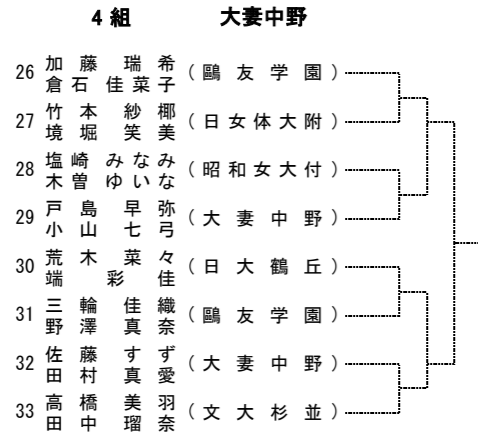 4 組 大妻中野
26 加藤 瑞希 (鷗友学園)
倉石 佳菜子
27 竹本 紗椰 (日女体大附)
境堀 笑美
28 塩崎 みなみ (昭和女大付)
木曽 ゆいな
29 戸島 早弥 (大妻中野)
小山 七弓
30 荒木 菜々 (日大鶴丘)
端 彩佳
31 三輪 佳織 (鷗友学園)
野澤 真奈
32 佐藤 すず (大妻中野)
田村 真愛
33 高橋 美羽 (文大杉並)
田中 瑠奈